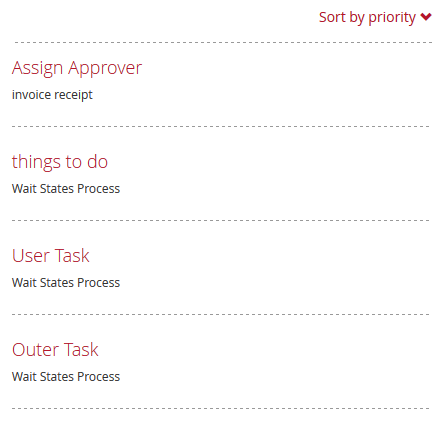 Sort by priority
Assign Approver
invoice receipt
things to do
Wait States Process
User Task
Wait States Process
Outer Task
Wait States Process